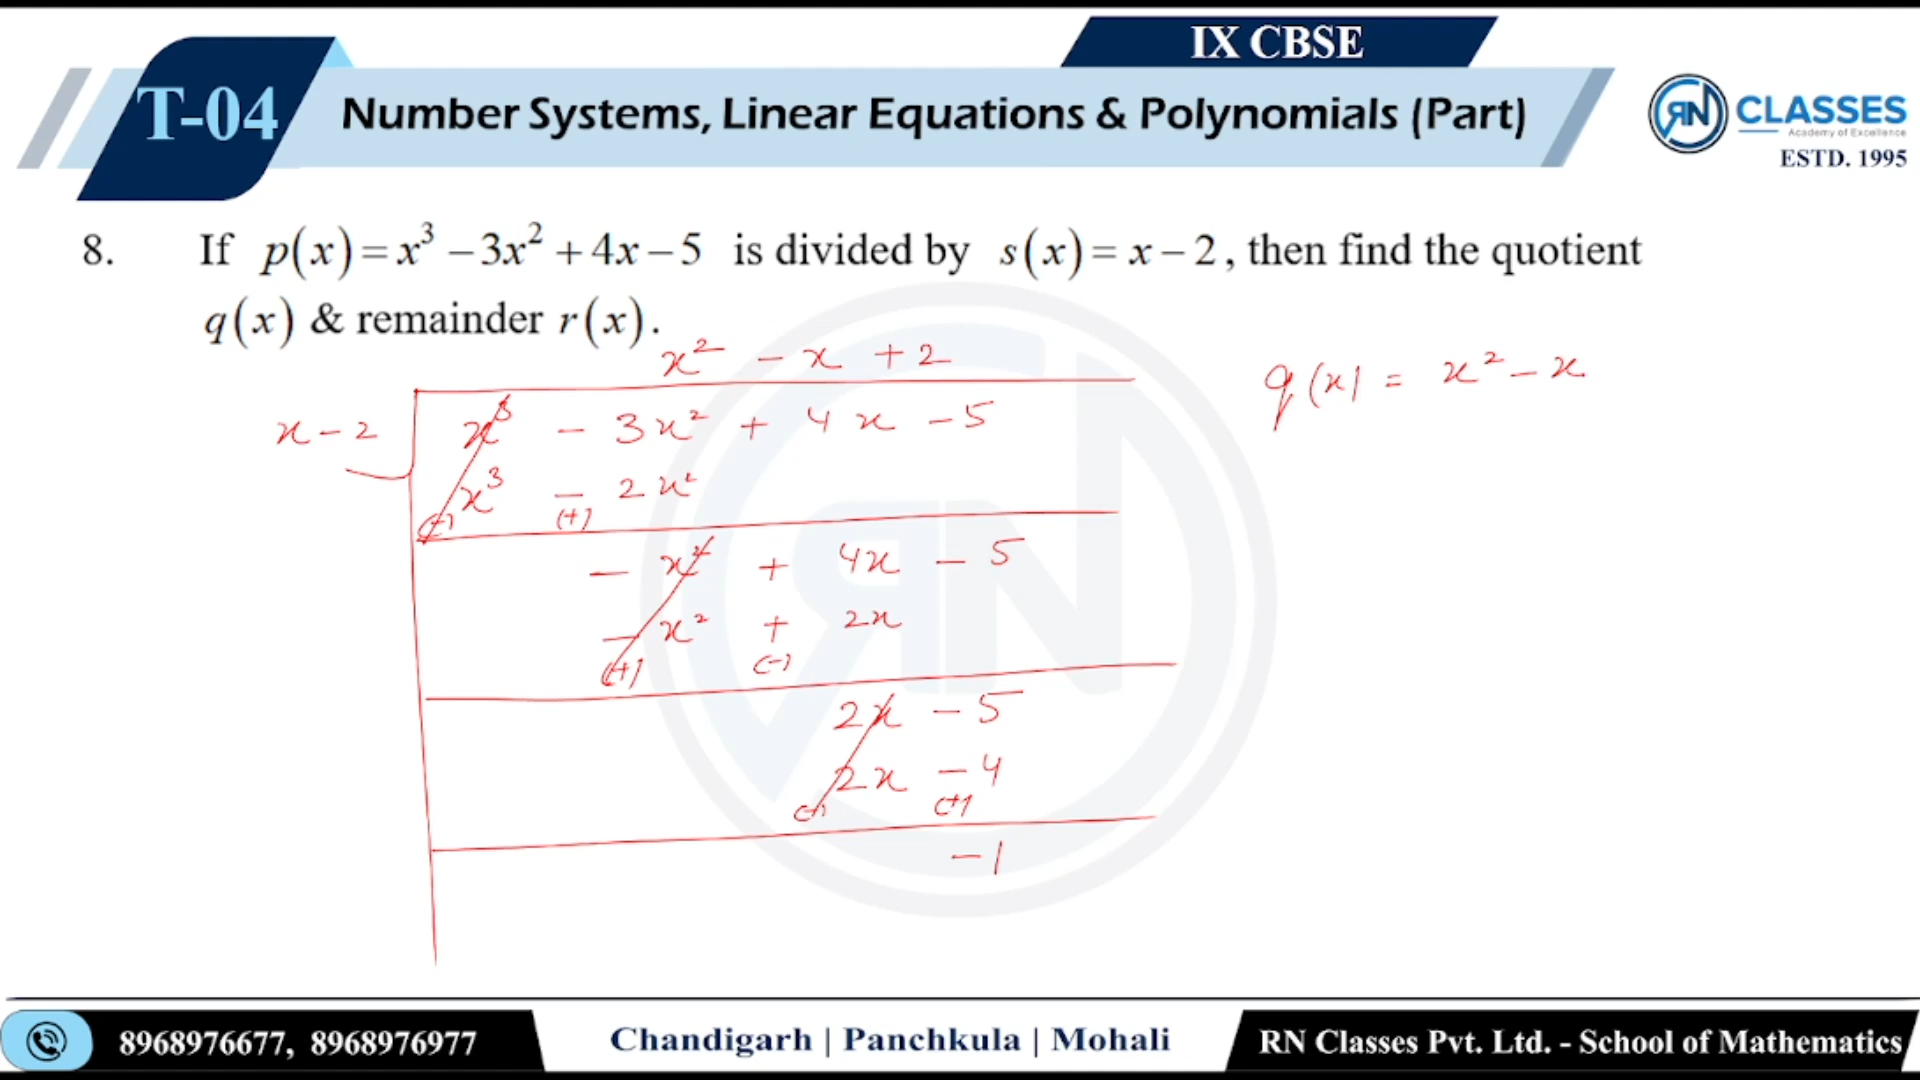 IX CBSE
T-04
Number Systems, Linear Equations & Polynomials (Part)
RN CLASSES
Academy of Excellence
ESTD. 1995
8. If p(x)=x³−3x²+4x−5 is divided by s(x)=x−2, then find the quotient
q(x) & remainder r(x).
x² − x + 2
q(x) = x² − x
x − 2
x³ − 3x² + 4x − 5
x³ − 2x²
(−) (+)
− x² + 4x − 5
− x² + 2x
(+) (−)
2x − 5
2x − 4
(−) (+)
−1
RN
8968976677, 8968976977
Chandigarh | Panchkula | Mohali
RN Classes Pvt. Ltd. - School of Mathematics